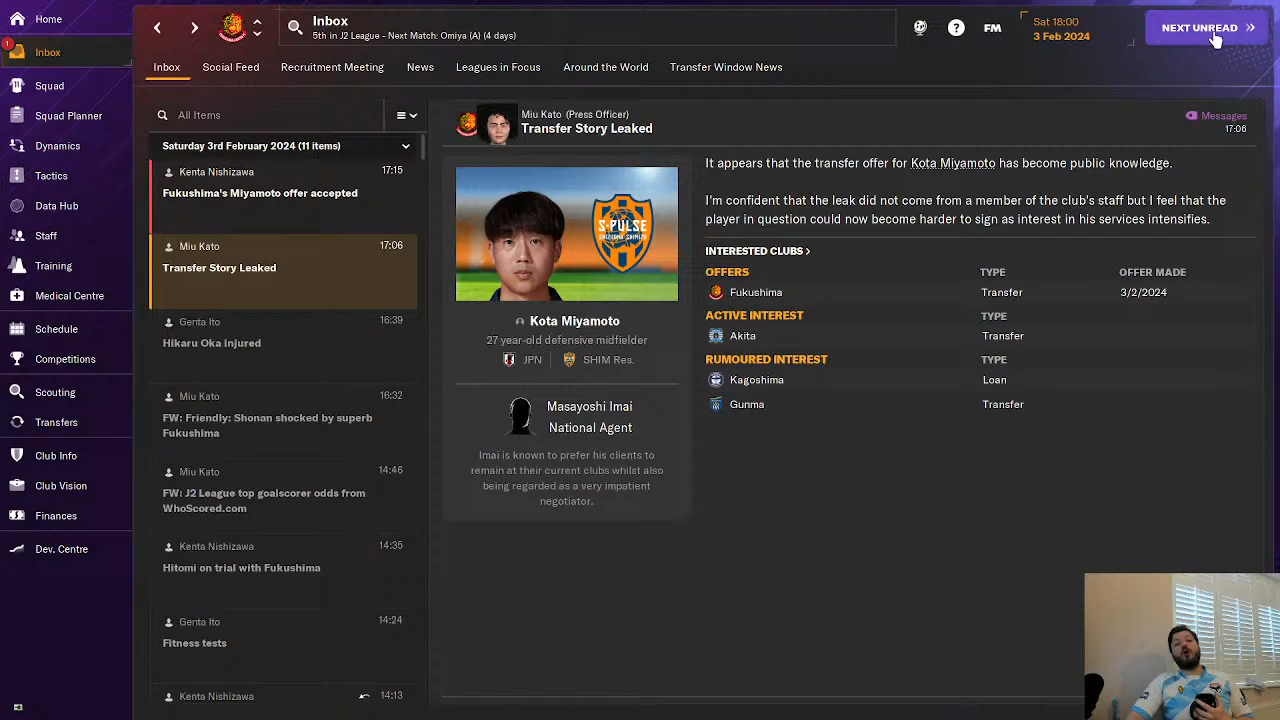 Home
1
Inbox
Squad
Squad Planner
Dynamics
Tactics
Data Hub
Staff
Training
Medical Centre
Schedule
Competitions
Scouting
Transfers
Club Info
Club Vision
Finances
Dev. Centre
Inbox
5th in J2 League - Next Match: Omiya (A) (4 days)
?
FM
Sat 18:00
3 Feb 2024
NEXT UNREAD
Inbox
Social Feed
Recruitment Meeting
News
Leagues in Focus
Around the World
Transfer Window News
All Items
Saturday 3rd February 2024 (11 items)
Kenta Nishizawa 17:15
Fukushima's Miyamoto offer accepted
Miu Kato 17:06
Transfer Story Leaked
Genta Ito 16:39
Hikaru Oka injured
Miu Kato 16:32
FW: Friendly: Shonan shocked by superb
Fukushima
Miu Kato 14:46
FW: J2 League top goalscorer odds from
WhoScored.com
Kenta Nishizawa 14:35
Hitomi on trial with Fukushima
Genta Ito 14:24
Fitness tests
Kenta Nishizawa 14:13
Miu Kato (Press Officer)
Transfer Story Leaked
Messages
17:06
S-PULSE
SHIZUOKA SHIMIZU
Kota Miyamoto
27 year-old defensive midfielder
JPN SHIM Res.
Masayoshi Imai
National Agent
Imai is known to prefer his clients to
remain at their current clubs whilst also
being regarded as a very impatient
negotiator.
It appears that the transfer offer for Kota Miyamoto has become public knowledge.
I'm confident that the leak did not come from a member of the club's staff but I feel that the
player in question could now become harder to sign as interest in his services intensifies.
INTERESTED CLUBS >
OFFERS TYPE OFFER MADE
Fukushima Transfer 3/2/2024
ACTIVE INTEREST TYPE
Akita Transfer
RUMOURED INTEREST TYPE
Kagoshima Loan
Gunma Transfer